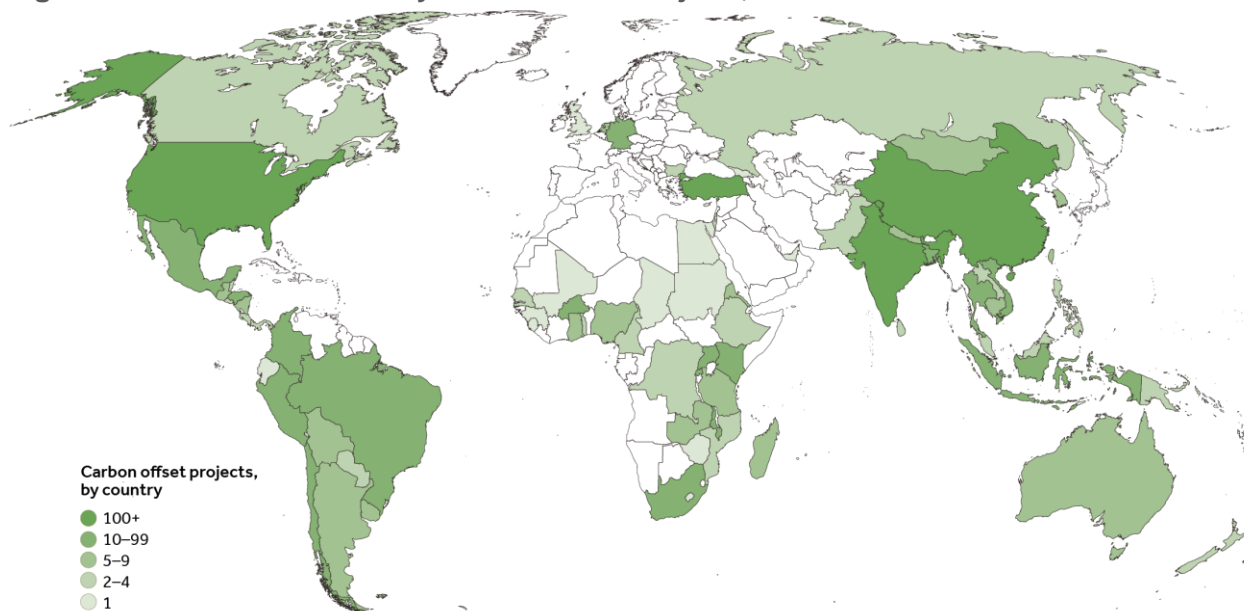 Carbon offset projects,
by country
100+
10–99
5–9
2–4
1